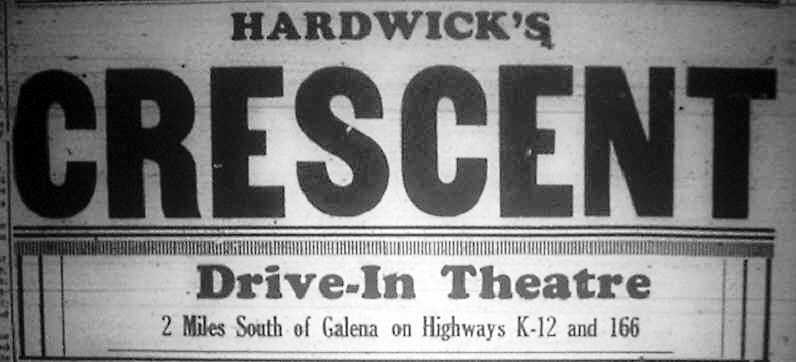 HARDWICK'S
CRESCENT
Drive-In Theatre
2 Miles South of Galena on Highways K-12 and 166